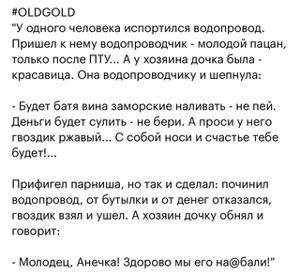 #OLDGOLD
"У одного человека испортился водопровод.
Пришел к нему водопроводчик - молодой пацан,
только после ПТУ... А у хозяина дочка была -
красавица. Она водопроводчику и шепнула:
- Будет батя вина заморские наливать - не пей.
Деньги будет сулить - не бери. А проси у него
гвоздик ржавый... С собой носи и счастье тебе
будет!...
Прифигел парниша, но так и сделал: починил
водопровод, от бутылки и от денег отказался,
гвоздик взял и ушел. А хозяин дочку обнял и
говорит:
- Молодец, Анечка! Здорово мы его на@бали!"